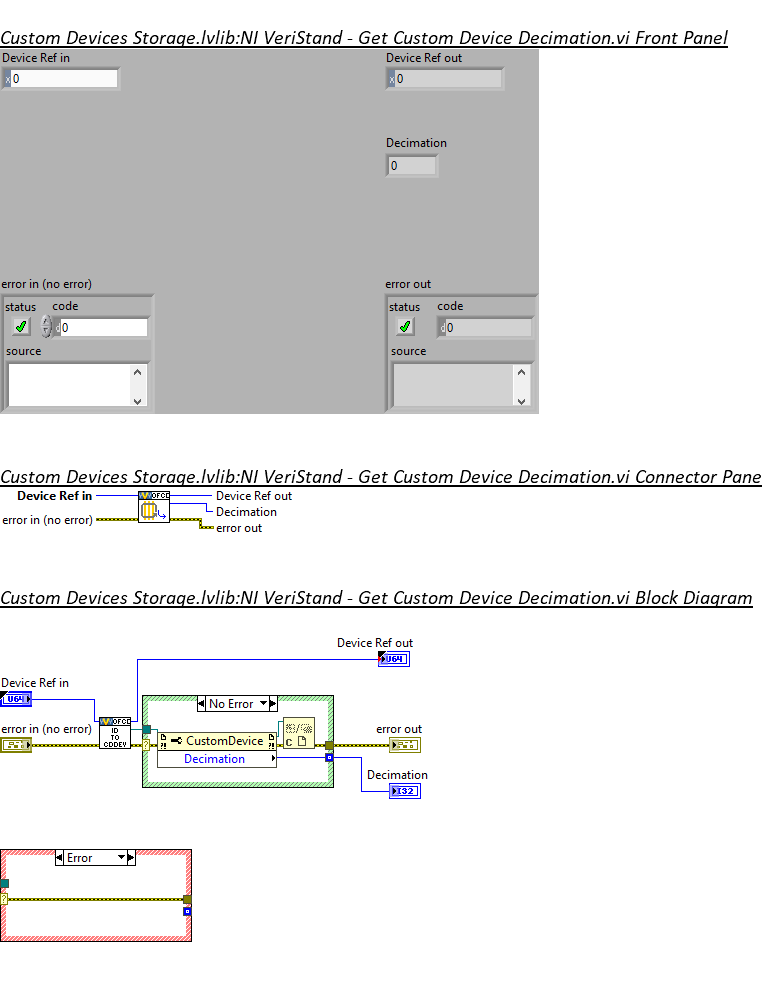 Custom Devices Storage.lvlib:NI VeriStand - Get Custom Device Decimation.vi Front Panel
Device Ref in
Device Ref out
x 0
x 0
Decimation
0
error in (no error)
error out
status code
status code
d 0
d 0
source
source
Custom Devices Storage.lvlib:NI VeriStand - Get Custom Device Decimation.vi Connector Pane
Device Ref in
OFCE
Device Ref out
Decimation
error in (no error)
error out
Custom Devices Storage.lvlib:NI VeriStand - Get Custom Device Decimation.vi Block Diagram
Device Ref out
U64
Device Ref in
U64
No Error
OFCE
error in (no error)
ID
TO
CDDEV
?
CustomDevice
C
error out
Decimation
Decimation
I32
Error
?